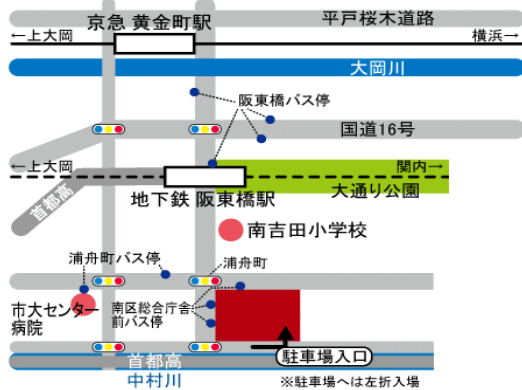 京急 黄金町駅
平戸桜木道路
←上大岡
横浜→
大岡川
阪東橋バス停
国道16号
←上大岡
関内→
首都高
大通り公園
地下鉄 阪東橋駅
南吉田小学校
浦舟町バス停
浦舟町
市大センター
病院
南区総合庁舎
前バス停
駐車場入口
首都高
中村川
※駐車場へは左折入場